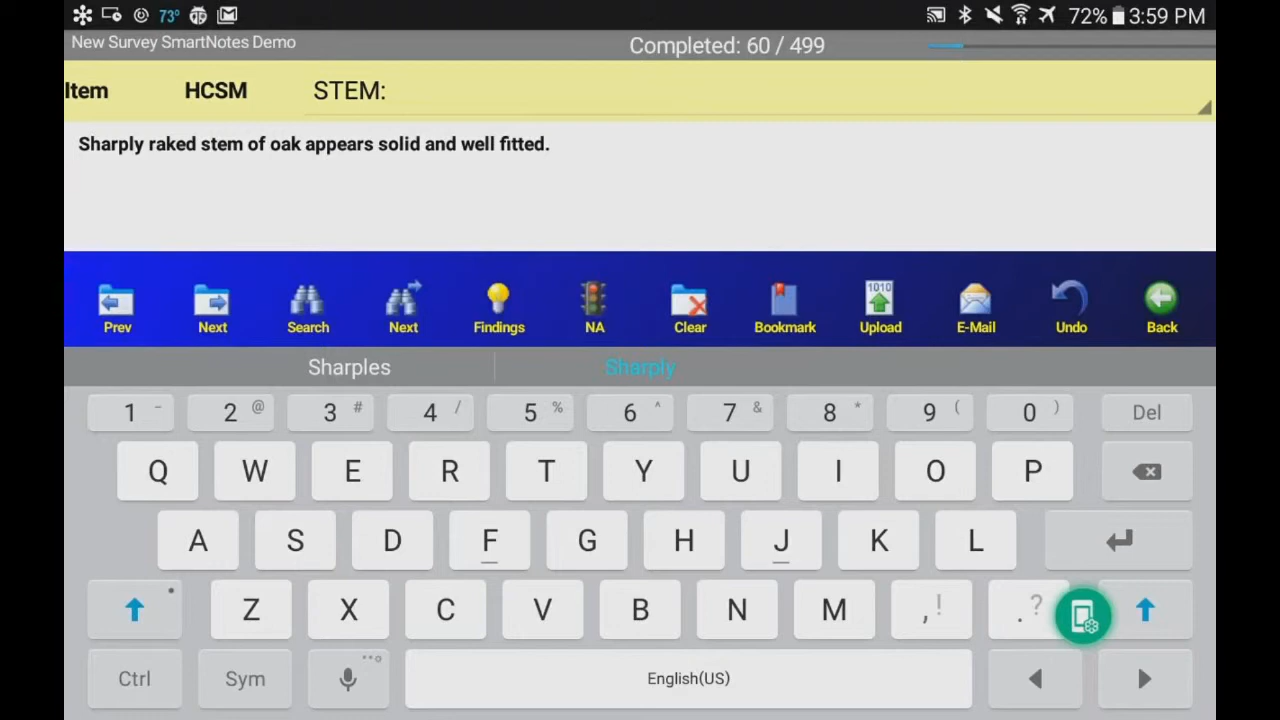 73° 72% 3:59 PM
New Survey SmartNotes Demo Completed: 60 / 499
Item HCSM STEM:
Sharply raked stem of oak appears solid and well fitted.
1010
Prev Next Search Next Findings NA Clear Bookmark Upload E-Mail Undo Back
Sharples Sharply
1 - 2 @ 3 # 4 / 5 % 6 ^ 7 & 8 * 9 ( 0 ) Del
Q W E R T Y U I O P
A S D F G H J K L
Z X C V B N M , ! . ?
Ctrl Sym English(US)